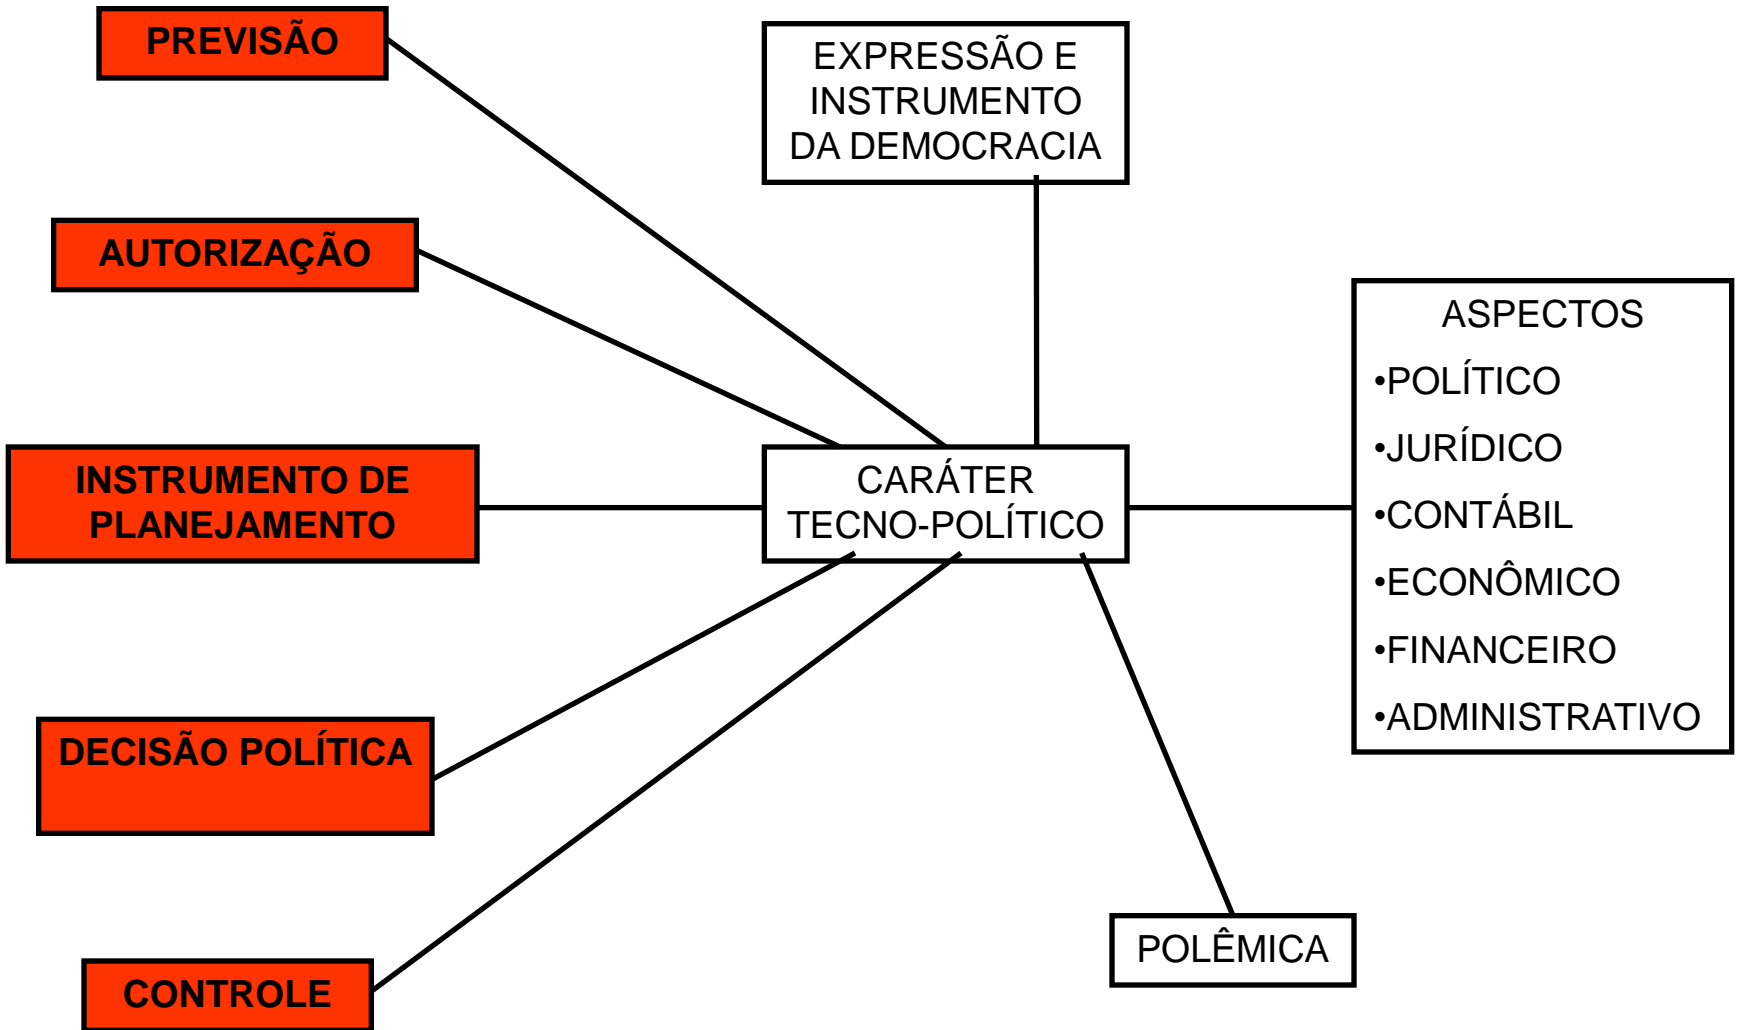 PREVISÃO
EXPRESSÃO E
INSTRUMENTO
DA DEMOCRACIA
AUTORIZAÇÃO
INSTRUMENTO DE
PLANEJAMENTO
CARÁTER
TECNO-POLÍTICO
ASPECTOS
•POLÍTICO
•JURÍDICO
•CONTÁBIL
•ECONÔMICO
•FINANCEIRO
•ADMINISTRATIVO
DECISÃO POLÍTICA
POLÊMICA
CONTROLE